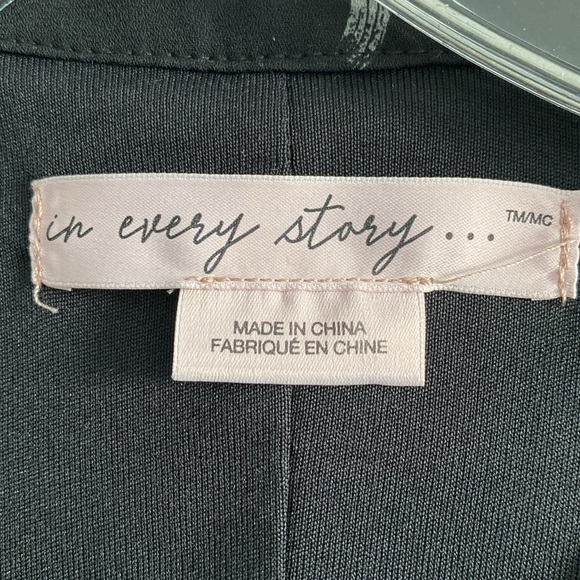 in every story... TM/MC
MADE IN CHINA
FABRIQUÉ EN CHINE